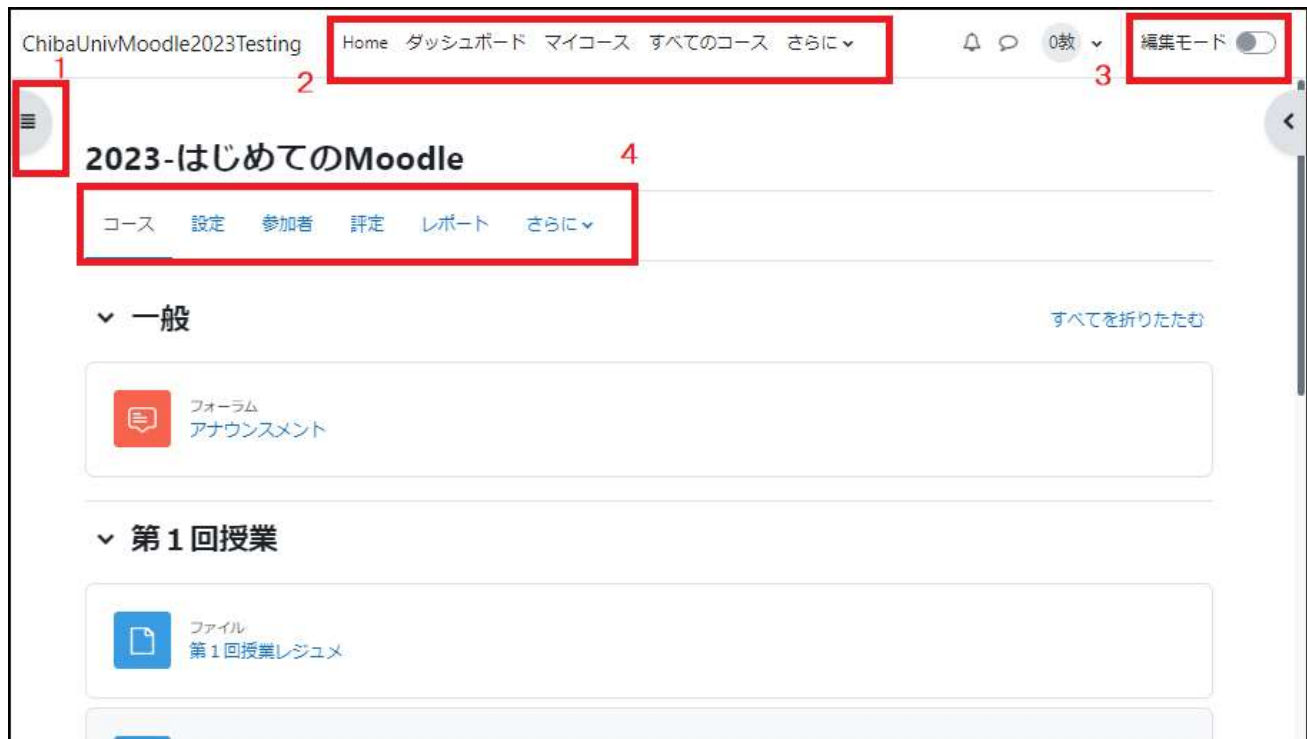 ChibaUnivMoodle2023Testing Home ダッシュボード マイコース すべてのコース さらに 0教 編集モード
1
2
3
2023-はじめてのMoodle
4
コース 設定 参加者 評定 レポート さらに
一般 すべてを折りたたむ
フォーラム
アナウンスメント
第1回授業
ファイル
第1回授業レジュメ